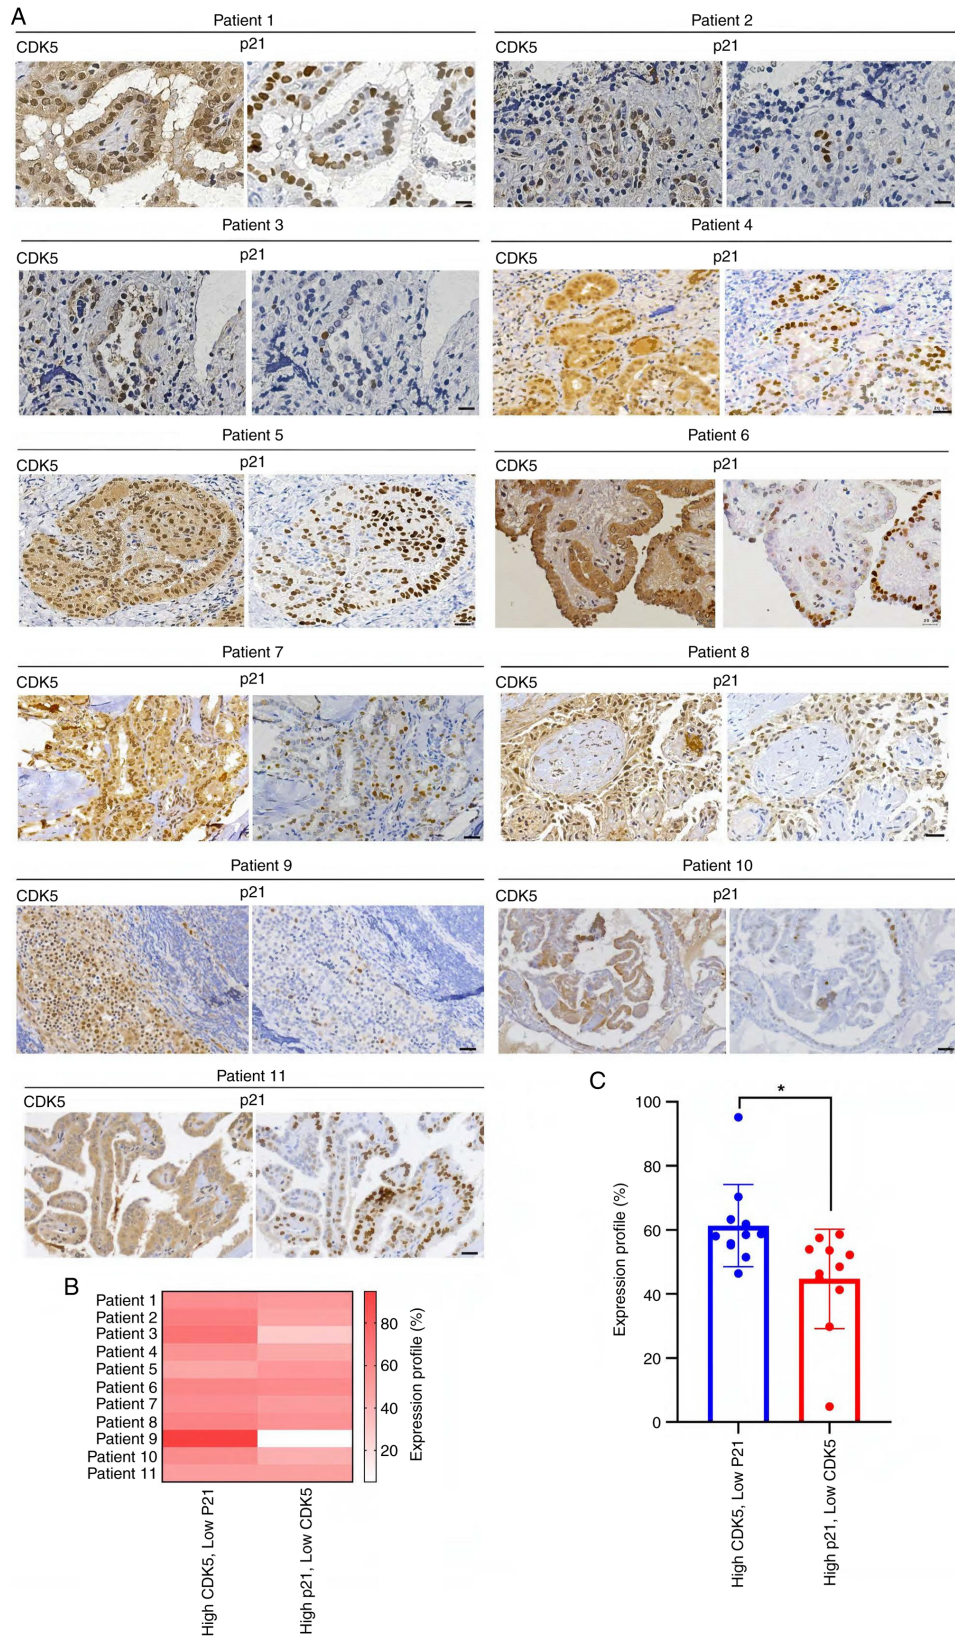 A
Patient 1
Patient 2
CDK5
p21
CDK5
p21
Patient 3
Patient 4
CDK5
p21
CDK5
p21
Patient 5
Patient 6
CDK5
p21
CDK5
p21
Patient 7
Patient 8
CDK5
p21
CDK5
p21
Patient 9
Patient 10
CDK5
p21
CDK5
p21
Patient 11
CDK5
p21
B
Patient 1
Patient 2
Patient 3
Patient 4
Patient 5
Patient 6
Patient 7
Patient 8
Patient 9
Patient 10
Patient 11
High CDK5, Low P21
High p21, Low CDK5
80
60
40
20
Expression profile (%)
C
*
100
80
60
40
20
0
Expression profile (%)
High CDK5, Low P21
High p21, Low CDK5